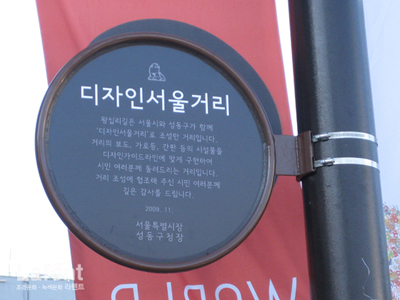 디자인서울거리
왕십리길은 서울시와 성동구가 함께
'디자인서울거리'로 조성한 거리입니다.
거리의 보도, 가로등, 간판 등의 시설물을
디자인가이드라인에 맞게 구현하여
시민 여러분께 돌려드리는 거리입니다.
거리 조성에 협조해 주신 시민 여러분께
깊은 감사를 드립니다.
2009. 11.
서울특별시장
성동구청장